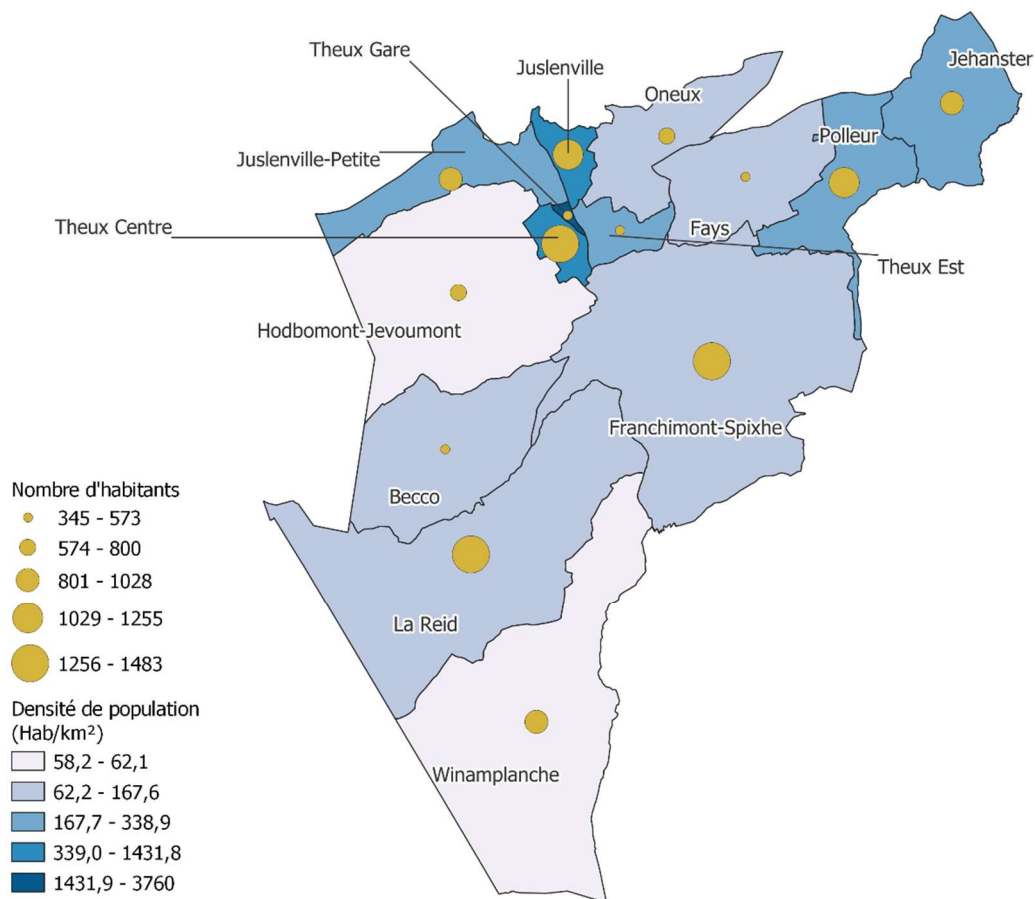 Jehanster
Theux Gare
Juslenville
Oneux
Polleur
Juslenville-Petite
Theux Centre
Fays
Theux Est
Hodbomont-Jevoumont
Franchimont-Spixhe
Becco
La Reid
Winamplanche
Nombre d'habitants
345 - 573
574 - 800
801 - 1028
1029 - 1255
1256 - 1483
Densité de population
(Hab/km²)
58,2 - 62,1
62,2 - 167,6
167,7 - 338,9
339,0 - 1431,8
1431,9 - 3760